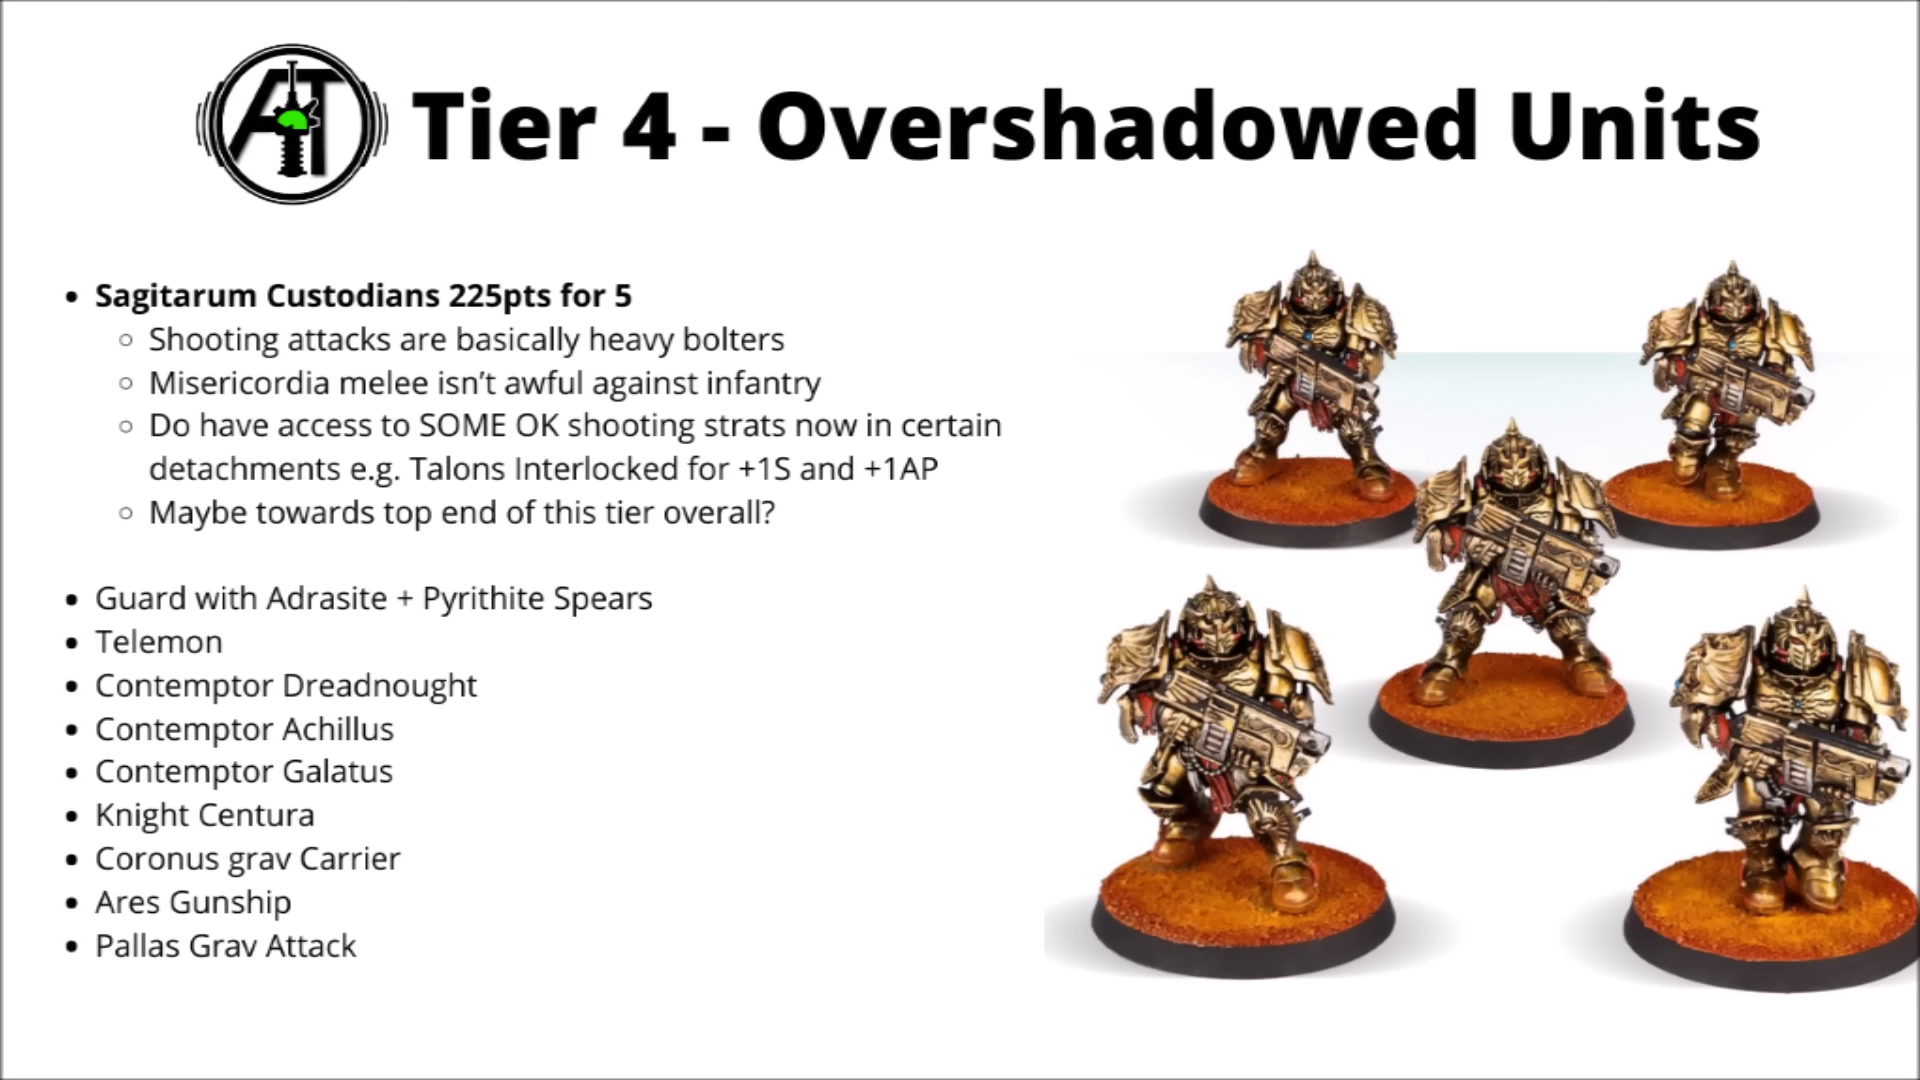 AT
Tier 4 - Overshadowed Units
Sagitarum Custodians 225pts for 5
Shooting attacks are basically heavy bolters
Misericordia melee isn't awful against infantry
Do have access to SOME OK shooting strats now in certain
detachments e.g. Talons Interlocked for +1S and +1AP
Maybe towards top end of this tier overall?
Guard with Adrasite + Pyrithite Spears
Telemon
Contemptor Dreadnought
Contemptor Achillus
Contemptor Galatus
Knight Centura
Coronus grav Carrier
Ares Gunship
Pallas Grav Attack